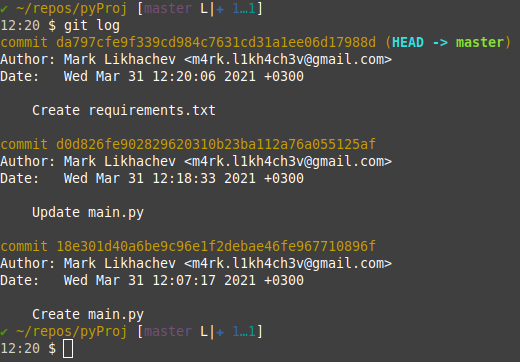 ✔ ~/repos/pyProj [master L|✚ 1…1]
12:20 $ git log
commit da797cfe9f339cd984c7631cd31a1ee06d17988d (HEAD -> master)
Author: Mark Likhachev <m4rk.l1kh4ch3v@gmail.com>
Date:   Wed Mar 31 12:20:06 2021 +0300
Create requirements.txt
commit d0d826fe902829620310b23ba112a76a055125af
Author: Mark Likhachev <m4rk.l1kh4ch3v@gmail.com>
Date:   Wed Mar 31 12:18:33 2021 +0300
Update main.py
commit 18e301d40a6be9c96e1f2debae46fe967710896f
Author: Mark Likhachev <m4rk.l1kh4ch3v@gmail.com>
Date:   Wed Mar 31 12:07:17 2021 +0300
Create main.py
✔ ~/repos/pyProj [master L|✚ 1…1]
12:20 $